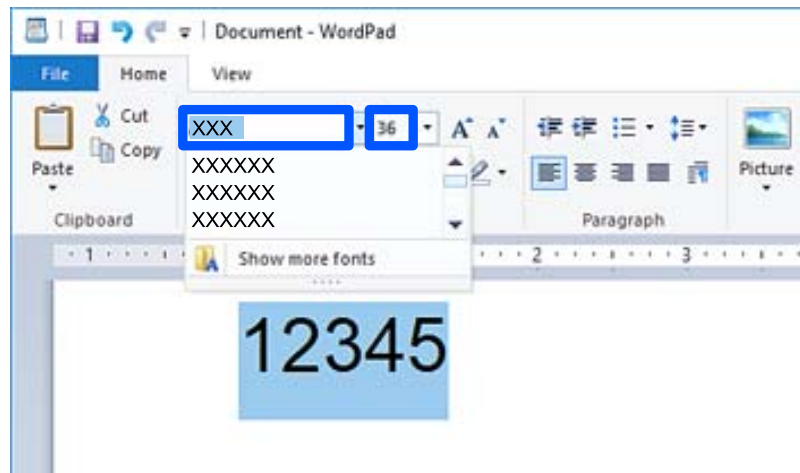 Document - WordPad
File Home View
Cut
XXX 36 A A
Copy
Paste
XXXXXX
XXXXXX
XXXXXX
Picture
Clipboard Paragraph
1 2 3
A Show more fonts
12345